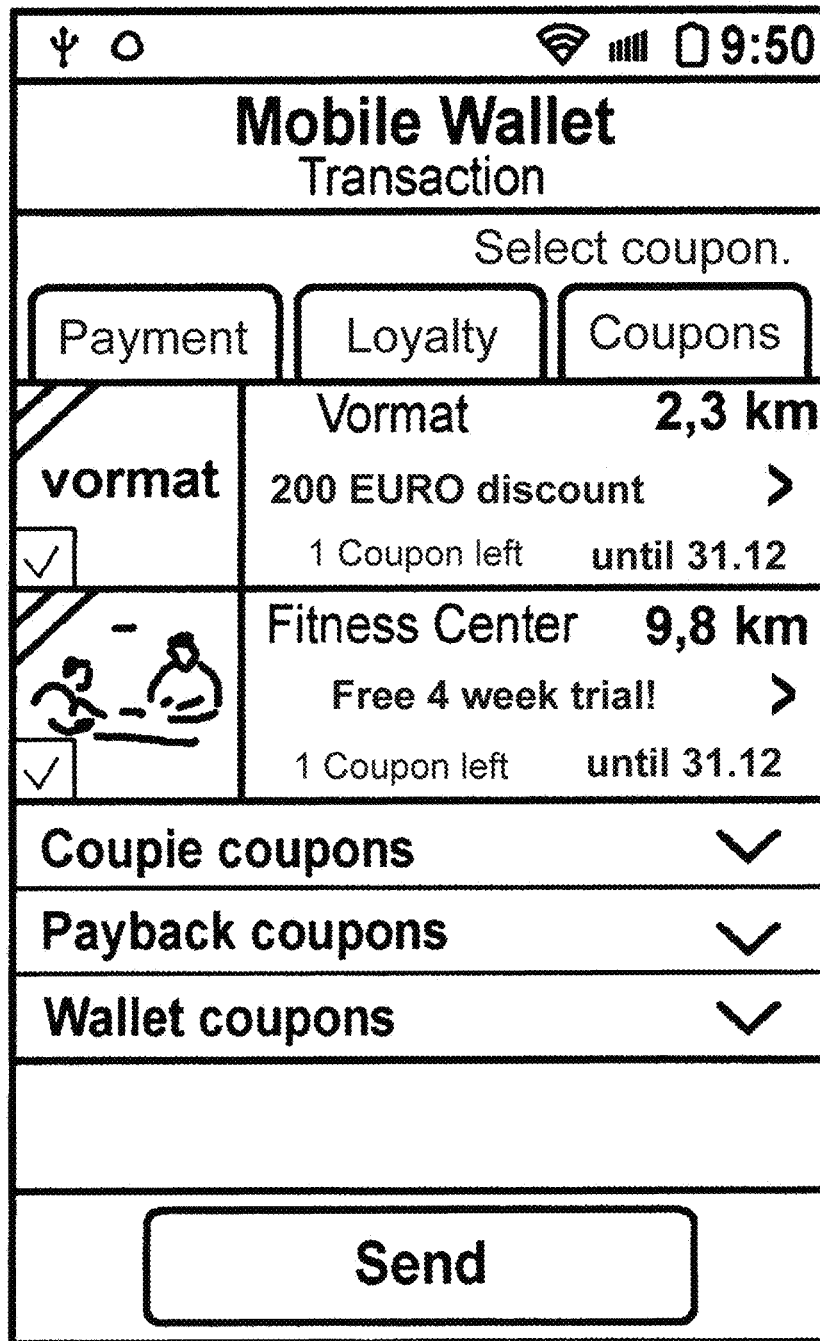 9:50
Mobile Wallet
Transaction
Select coupon.
Payment Loyalty Coupons
vormat
Vormat 2,3 km
200 EURO discount >
1 Coupon left until 31.12
Fitness Center 9,8 km
Free 4 week trial! >
1 Coupon left until 31.12
Coupie coupons
Payback coupons
Wallet coupons
Send